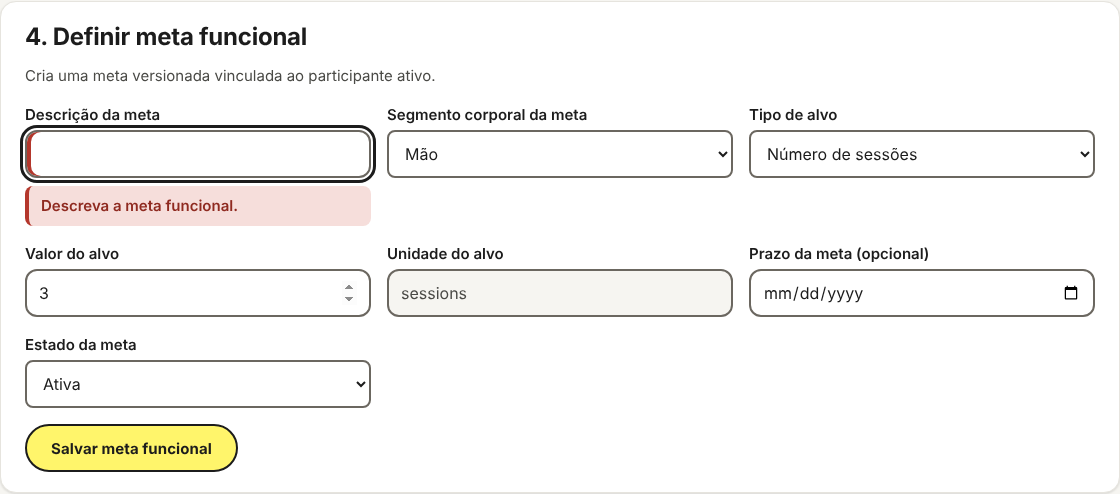 4. Definir meta funcional
Cria uma meta versionada vinculada ao participante ativo.
Descrição da meta
Segmento corporal da meta
Tipo de alvo
Mão
Número de sessões
Descreva a meta funcional.
Valor do alvo
Unidade do alvo
Prazo da meta (opcional)
3
sessions
mm/dd/yyyy
Estado da meta
Ativa
Salvar meta funcional